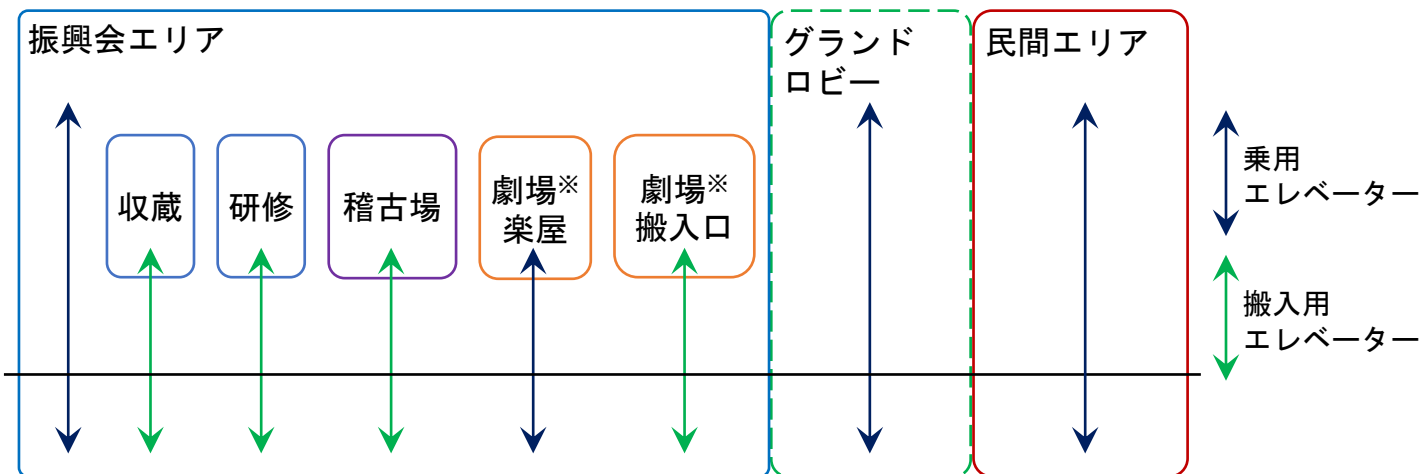 振興会エリア
グランド
ロビー
民間エリア
収蔵
研修
稽古場
劇場※
楽屋
劇場※
搬入口
乗用
エレベーター
搬入用
エレベーター